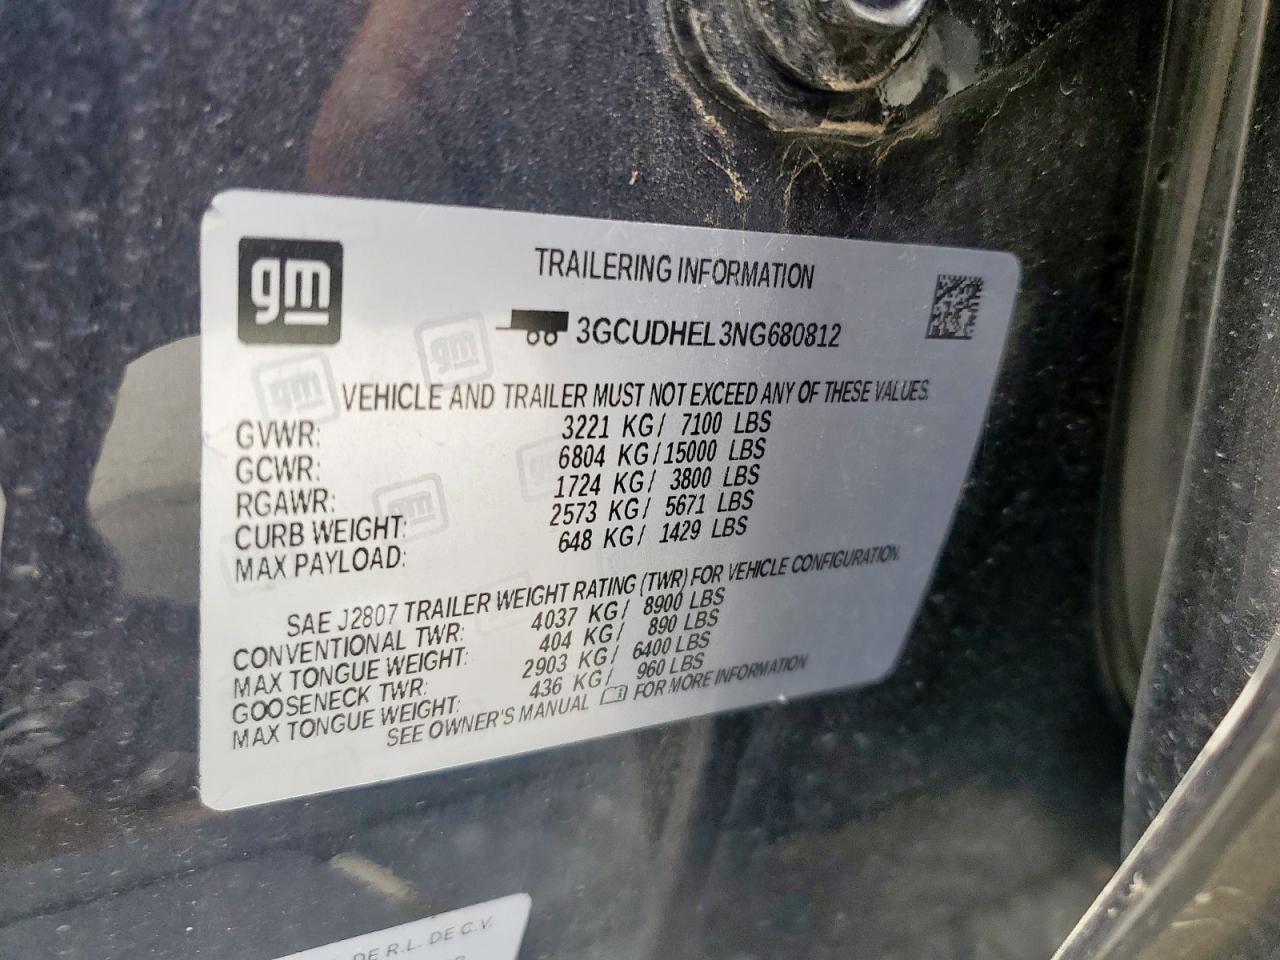 gm
TRAILERING INFORMATION
3GCUDHEL3NG680812
VEHICLE AND TRAILER MUST NOT EXCEED ANY OF THESE VALUES.
GVWR: 3221 KG/ 7100 LBS
GCWR: 6804 KG/15000 LBS
RGAWR: 1724 KG/ 3800 LBS
CURB WEIGHT: 2573 KG/ 5671 LBS
MAX PAYLOAD: 648 KG/ 1429 LBS
SAE J2807 TRAILER WEIGHT RATING (TWR) FOR VEHICLE CONFIGURATION.
CONVENTIONAL TWR: 4037 KG/ 8900 LBS
MAX TONGUE WEIGHT: 404 KG/ 890 LBS
GOOSENECK TWR: 2903 KG/ 6400 LBS
MAX TONGUE WEIGHT: 436 KG/ 960 LBS
SEE OWNER'S MANUAL FOR MORE INFORMATION
DE R.L. DE C.V.